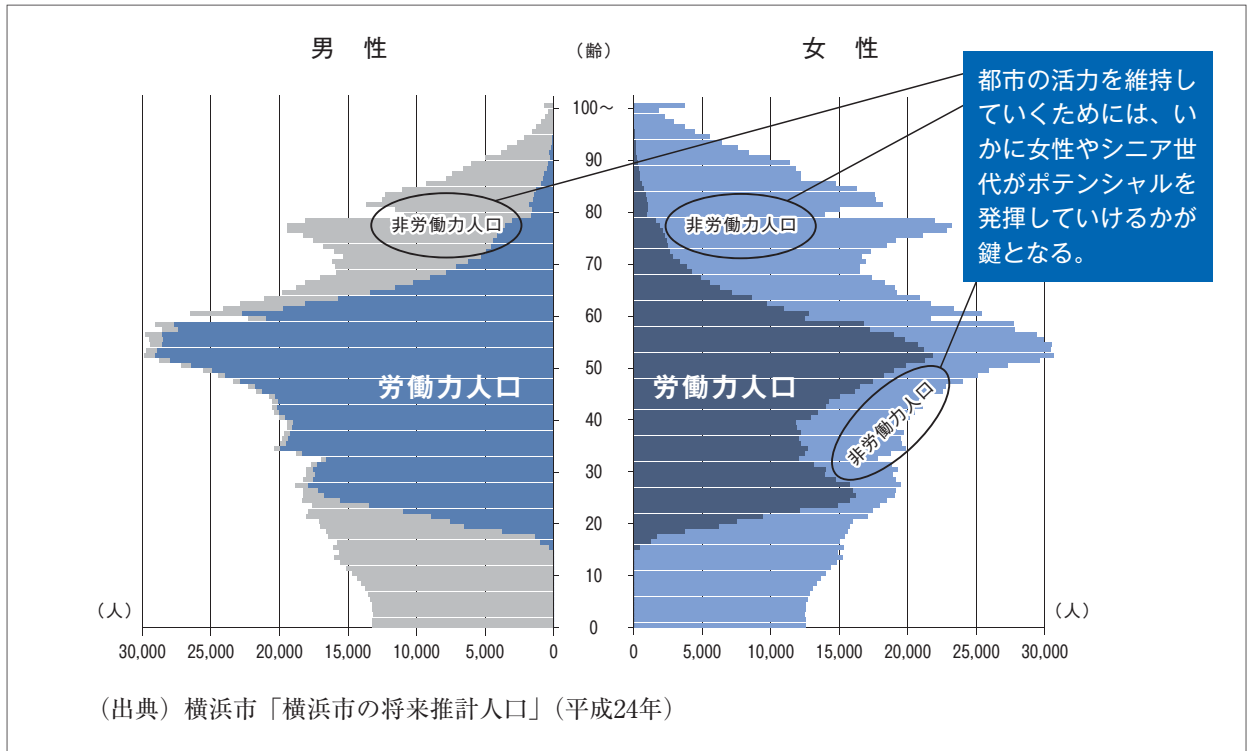 男 性
（齢）
女 性
都市の活力を維持し
ていくためには、い
かに女性やシニア世
代がポテンシャルを
発揮していけるかが
鍵となる。
100～
90
80
70
60
50
40
30
20
10
0
非労働力人口
非労働力人口
労働力人口
労働力人口
非労働力人口
（人）
（人）
30,000 25,000 20,000 15,000 10,000 5,000 0
0 5,000 10,000 15,000 20,000 25,000 30,000
（出典）横浜市「横浜市の将来推計人口」（平成24年）